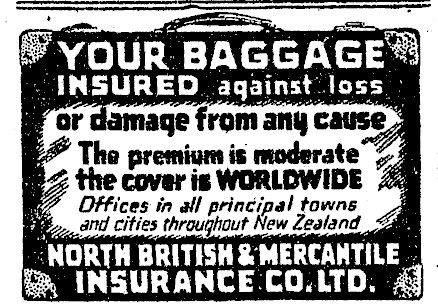 YOUR BAGGAGE
INSURED against loss
or damage from any cause
The premium is moderate
the cover is WORLDWIDE
Offices in all principal towns
and cities throughout New Zealand
NORTH BRITISH & MERCANTILE
INSURANCE CO. LTD.